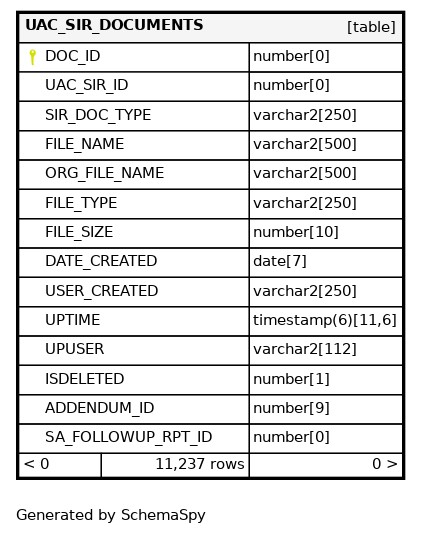 UAC_SIR_DOCUMENTS [table]
DOC_ID number[0]
UAC_SIR_ID number[0]
SIR_DOC_TYPE varchar2[250]
FILE_NAME varchar2[500]
ORG_FILE_NAME varchar2[500]
FILE_TYPE varchar2[250]
FILE_SIZE number[10]
DATE_CREATED date[7]
USER_CREATED varchar2[250]
UPTIME timestamp(6)[11,6]
UPUSER varchar2[112]
ISDELETED number[1]
ADDENDUM_ID number[9]
SA_FOLLOWUP_RPT_ID number[0]
< 0 11,237 rows 0 >
Generated by SchemaSpy